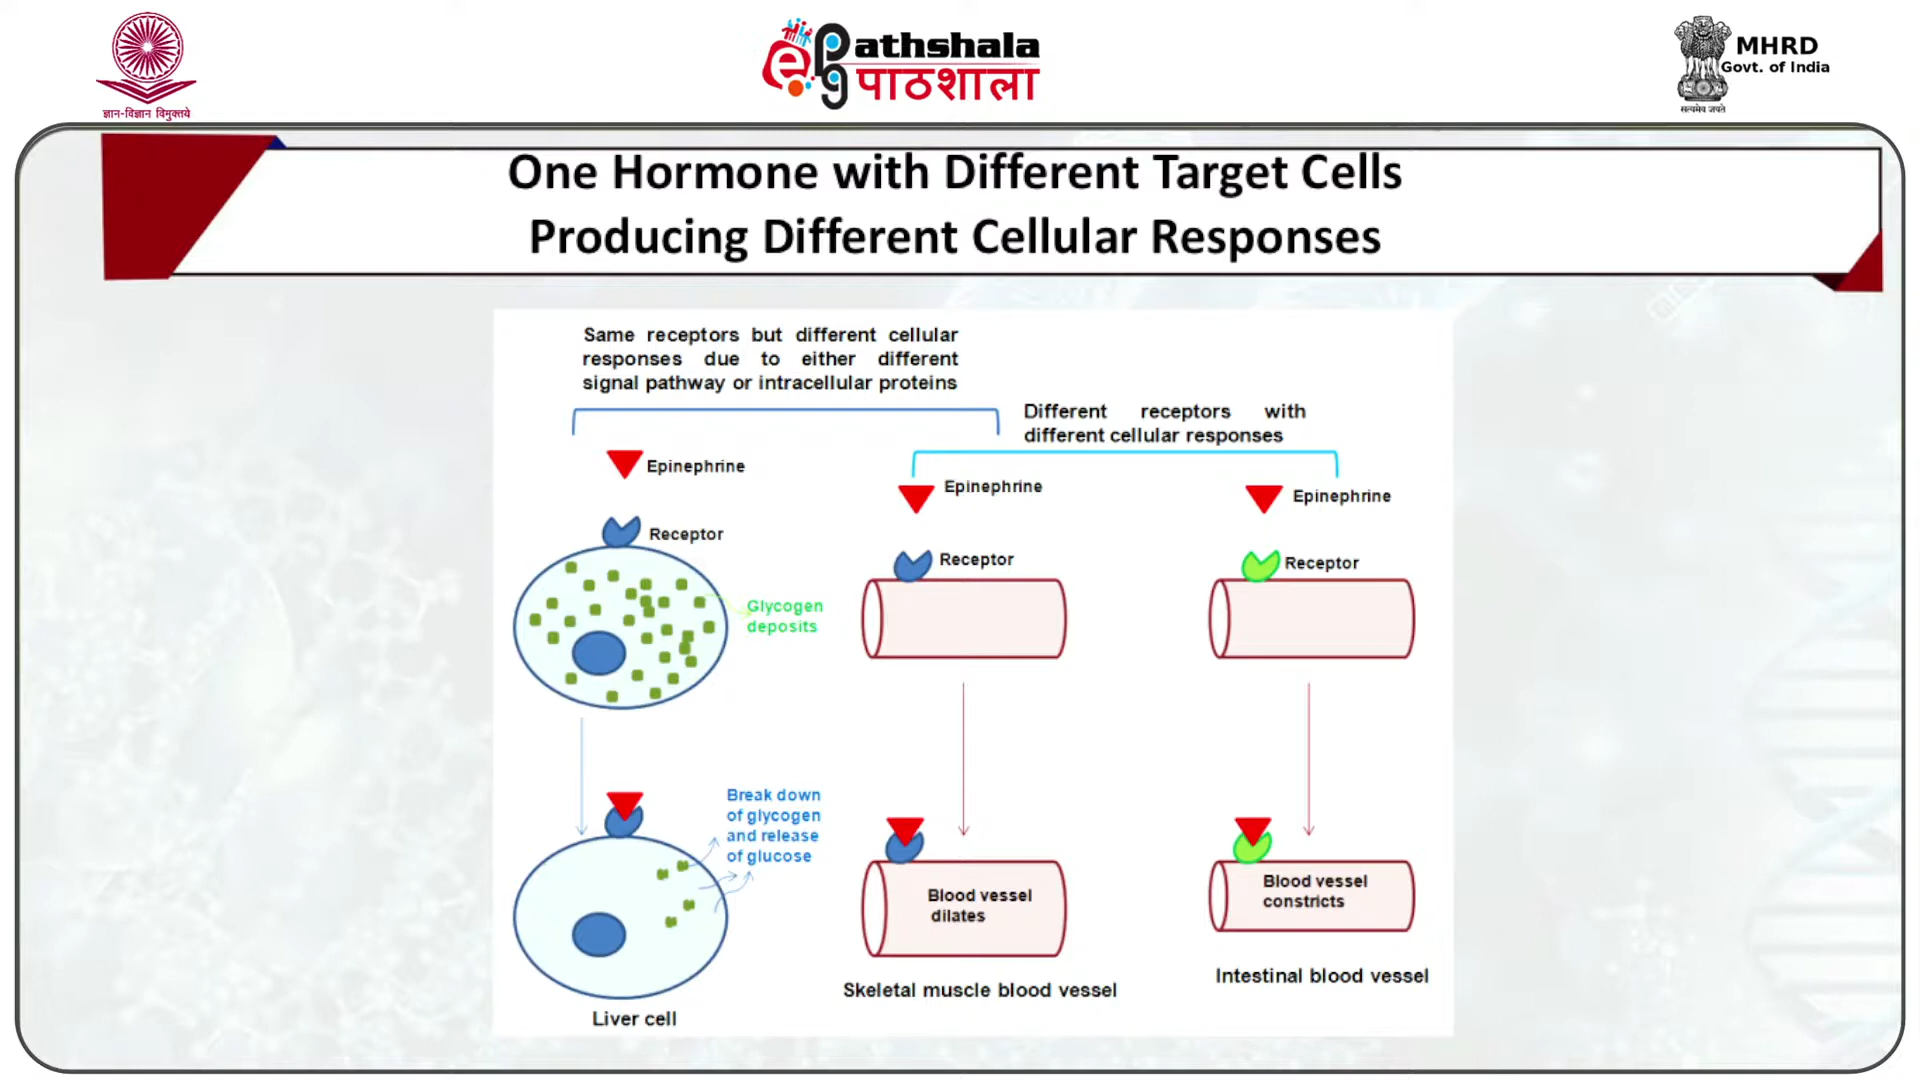 ज्ञान-विज्ञान विमुक्तये
ePG Pathshala
पाठशाला
MHRD
Govt. of India
सत्यमेव जयते
One Hormone with Different Target Cells
Producing Different Cellular Responses
Same receptors but different cellular
responses due to either different
signal pathway or intracellular proteins
Different receptors with
different cellular responses
Epinephrine
Epinephrine
Epinephrine
Receptor
Receptor
Receptor
Glycogen
deposits
Break down
of glycogen
and release
of glucose
Blood vessel
dilates
Blood vessel
constricts
Liver cell
Skeletal muscle blood vessel
Intestinal blood vessel